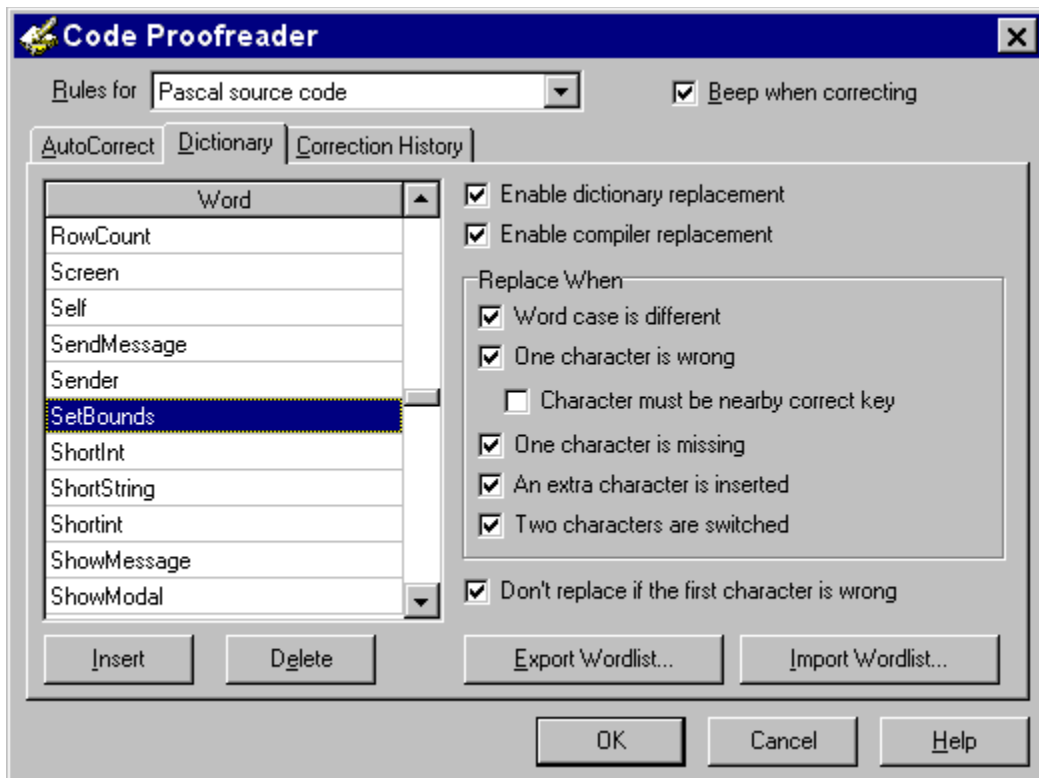 Code Proofreader
Rules for Pascal source code
Beep when correcting
AutoCorrect Dictionary Correction History
Word
RowCount
Screen
Self
SendMessage
Sender
SetBounds
ShortInt
ShortString
Shortint
ShowMessage
ShowModal
Insert Delete
Enable dictionary replacement
Enable compiler replacement
Replace When
Word case is different
One character is wrong
Character must be nearby correct key
One character is missing
An extra character is inserted
Two characters are switched
Don't replace if the first character is wrong
Export Wordlist... Import Wordlist...
OK Cancel Help